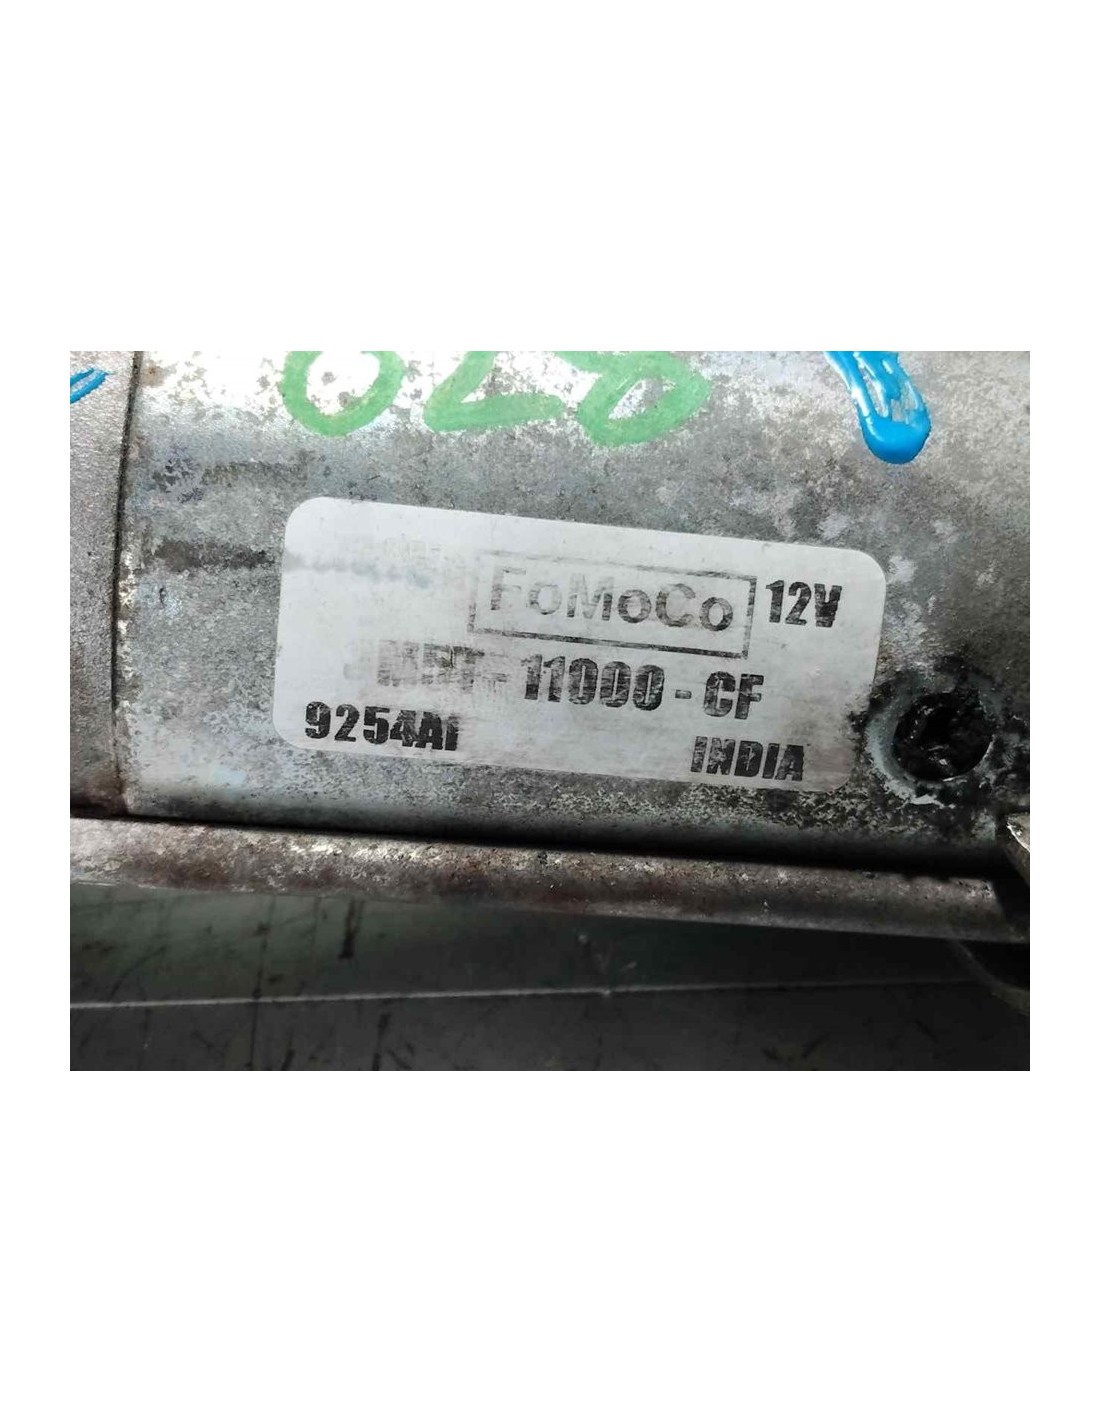 FoMoCo 12V
11000-CF
9254AI
INDIA